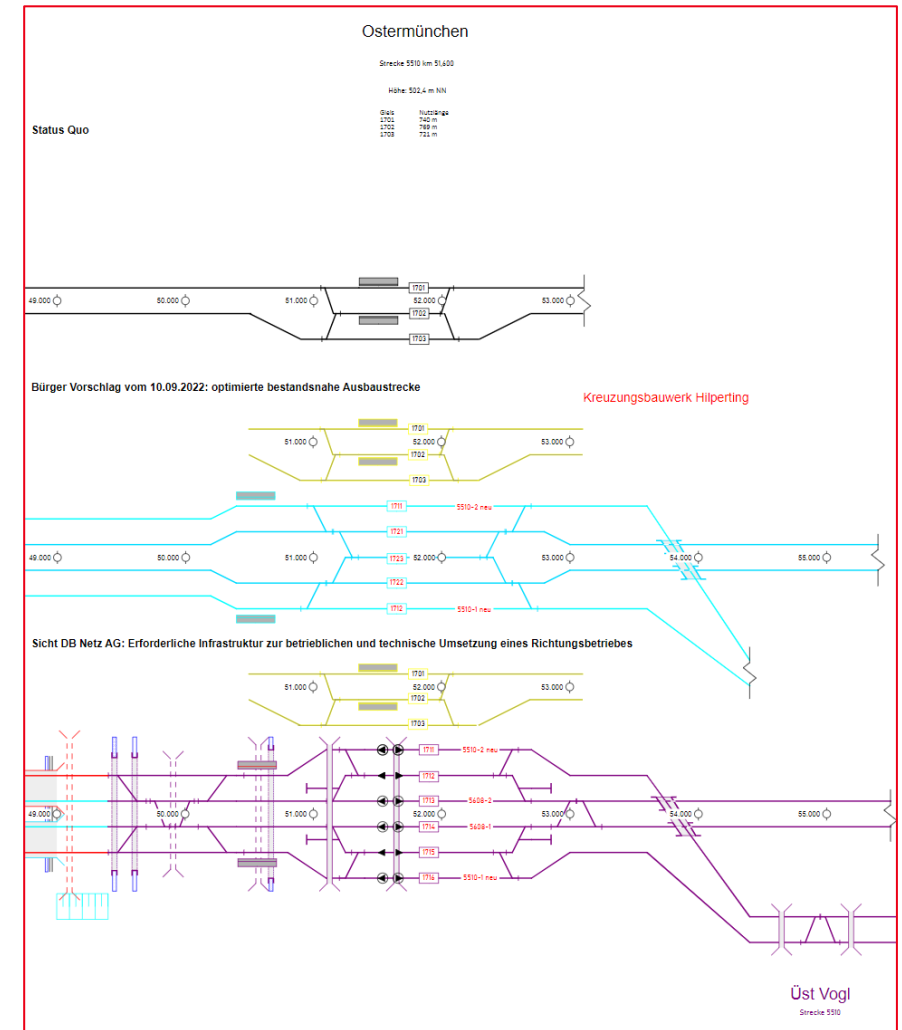 Ostermünchen
Strecke 5510 km 51,600
Höhe: 502,4 m NN
Gleis Nutzlänge
1701 740 m
1702 769 m
1703 721 m
Status Quo
1701
49.000 50.000 51.000 52.000 53.000
1702
1703
Bürger Vorschlag vom 10.09.2022: optimierte bestandsnahe Ausbaustrecke
Kreuzungsbauwerk Hilperting
1701
51.000 52.000 53.000
1702
1703
1711 5510-2 neu
1721
49.000 50.000 51.000 1723 52.000 53.000 54.000 55.000
1722
1712 5510-1 neu
Sicht DB Netz AG: Erforderliche Infrastruktur zur betrieblichen und technische Umsetzung eines Richtungsbetriebes
1701
51.000 52.000 53.000
1702
1703
1711 5510-2 neu
1712
1713 5608-2
49.000 50.000 51.000 52.000 53.000 54.000 55.000
1714 5608-1
1715
1716 5510-1 neu
Üst Vogl
Strecke 5510